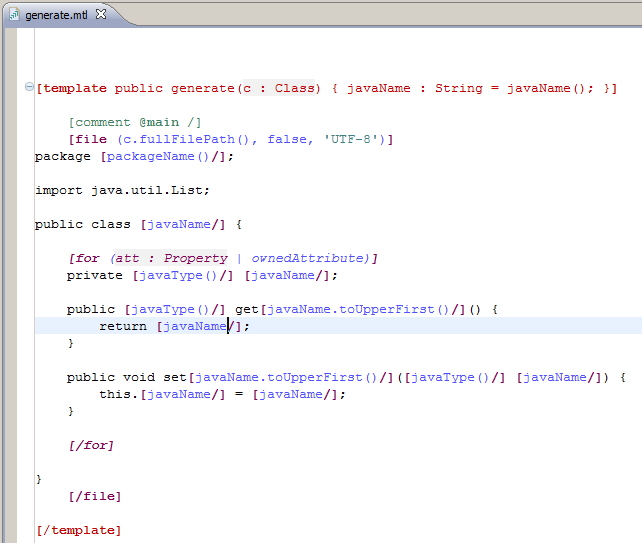 generate.mtl
[template public generate(c : Class) { javaName : String = javaName(); }]
[comment @main /]
[file (c.fullFilePath(), false, 'UTF-8')]
package [packageName()/];
import java.util.List;
public class [javaName/] {
[for (att : Property | ownedAttribute)]
private [javaType()/] [javaName/];
public [javaType()/] get[javaName.toUpperFirst()/]() {
return [javaName/];
}
public void set[javaName.toUpperFirst()/]([javaType()/] [javaName/]) {
this.[javaName/] = [javaName/];
}
[/for]
}
[/file]
[/template]